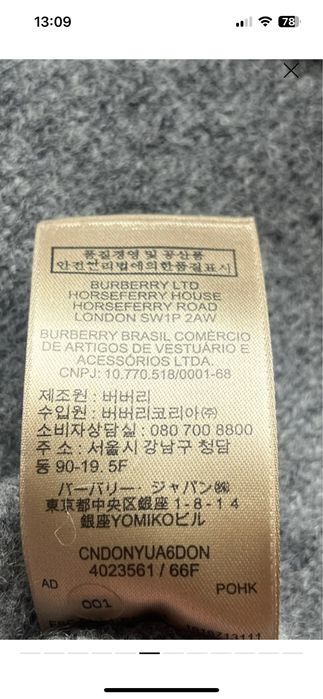 13:09
78
품질경영 및 공산품
안전관리법에의한품질표시
BURBERRY LTD
HORSEFERRY HOUSE
HORSEFERRY ROAD
LONDON SW1P 2AW
BURBERRY BRASIL COMÉRCIO
DE ARTIGOS DE VESTUÁRIO E
ACESSÓRIOS LTDA.
CNPJ: 10.770.518/0001-68
제조원 : 버버리
수입원 : 버버리코리아㈜
소비자상담실 : 080 700 8800
주 소 : 서울시 강남구 청담
동 90-19. 5F
バーバリー・ジャパン㈱
東京都中央区銀座 1-8-14
銀座YOMIKOビル
CNDONYUA6DON
4023561 / 66F
AD
POHK
001